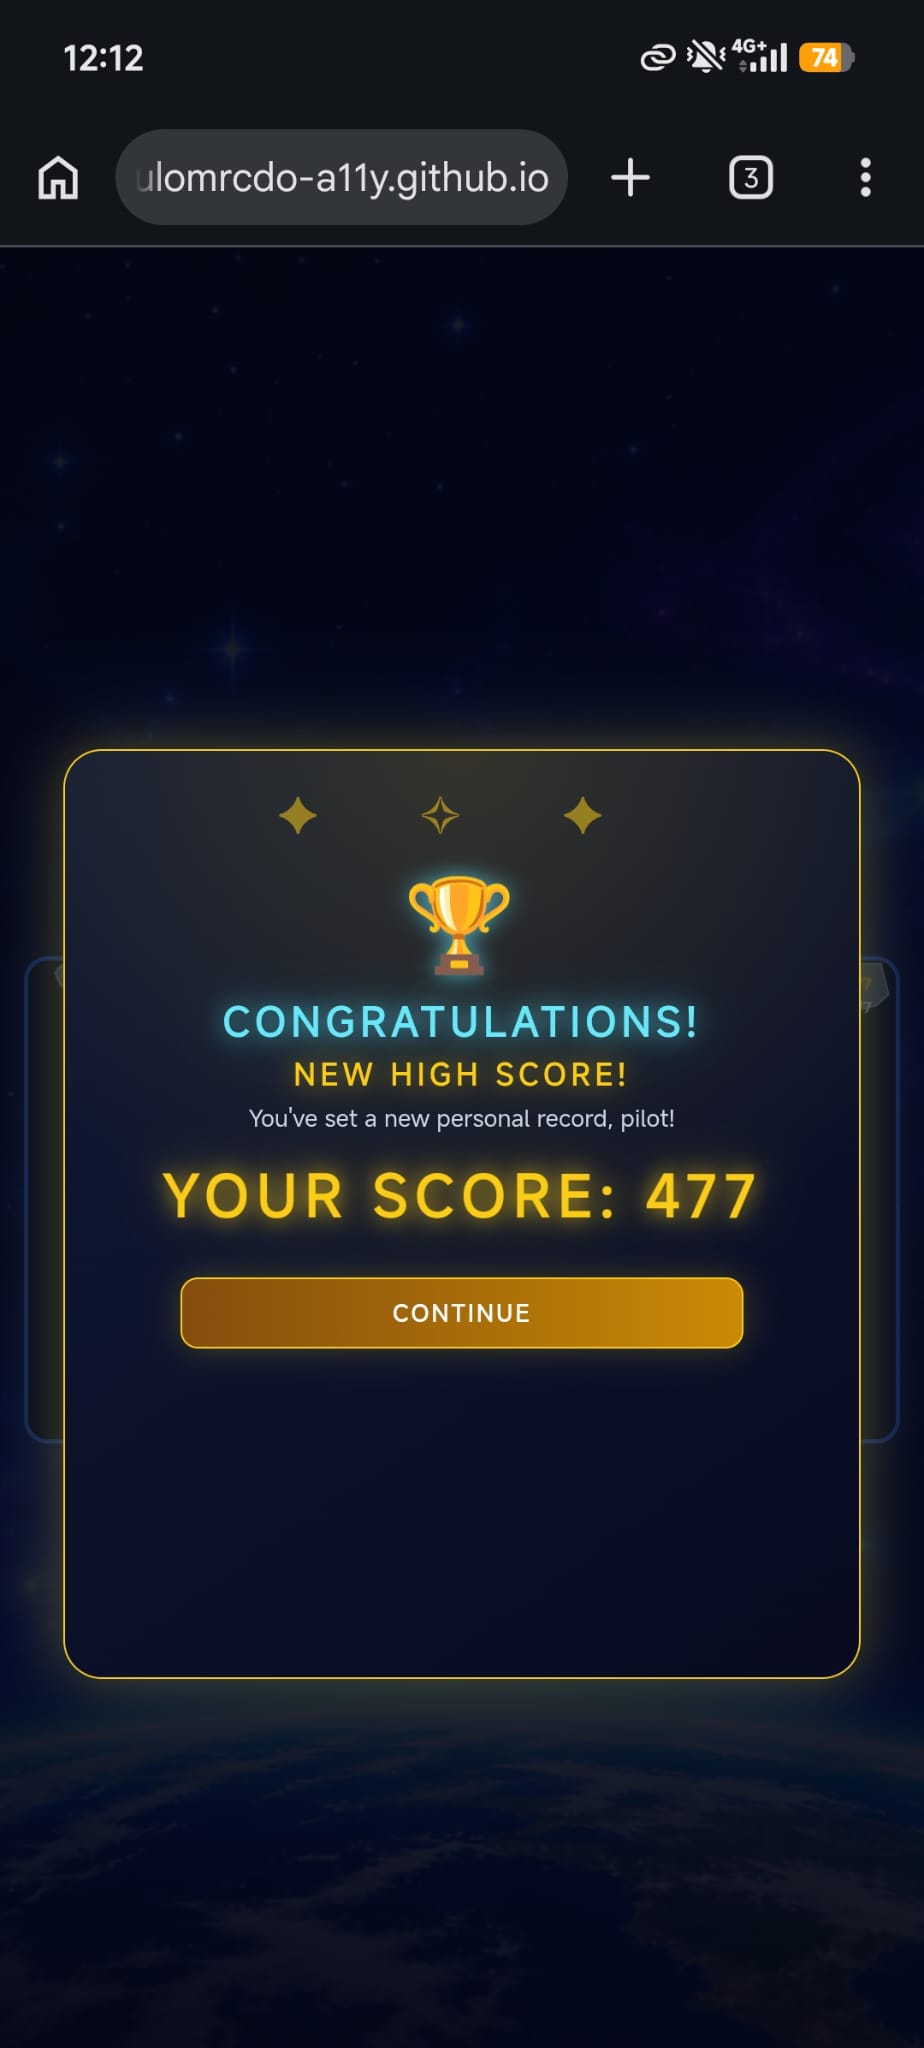 12:12
4G+
74
ulomrcdo-a11y.github.io
3
CONGRATULATIONS!
NEW HIGH SCORE!
You've set a new personal record, pilot!
YOUR SCORE: 477
CONTINUE